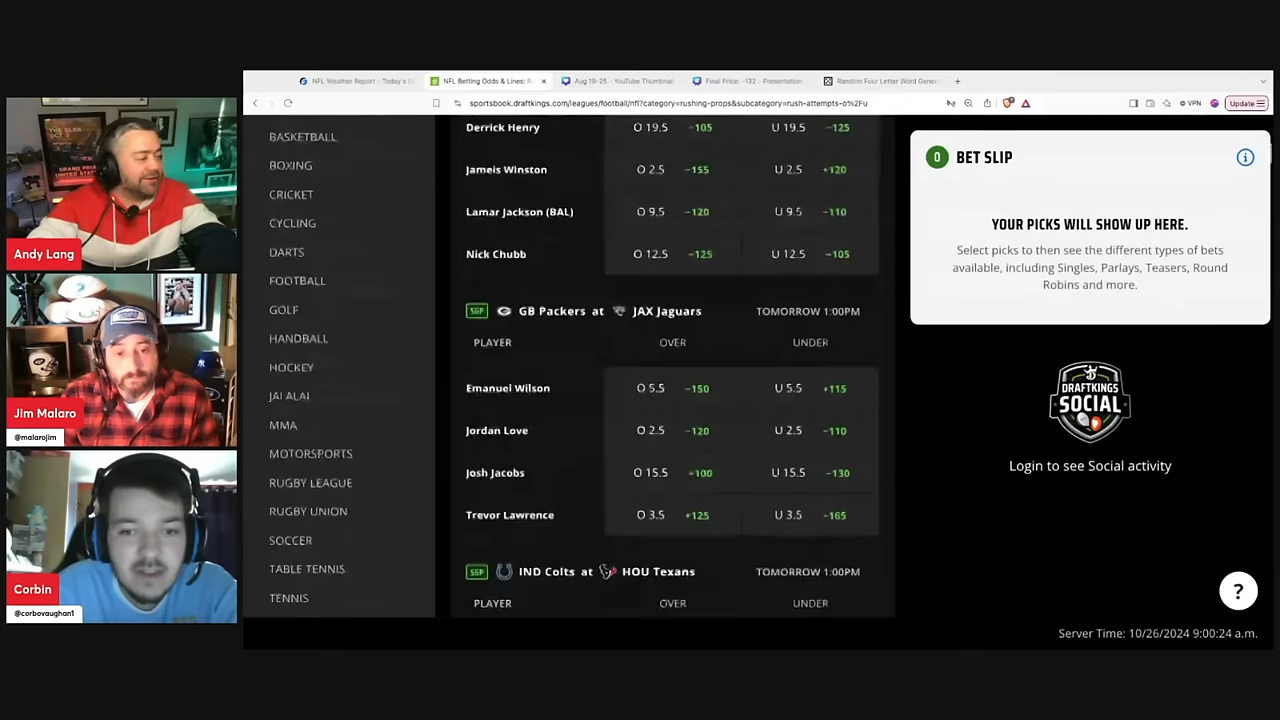 NFL Weather Report - Today's
NFL Betting Odds & Lines:
Aug 19-25 - YouTube Thumbnail
Final Price: -132 - Presentation
Random Four Letter Word Gene
sportsbook.draftkings.com/leagues/football/nfl?category=rushing-props&subcategory=rush-attempts-o%2Fu
VPN
Update
BASKETBALL
BOXING
CRICKET
CYCLING
DARTS
FOOTBALL
GOLF
HANDBALL
HOCKEY
JAI ALAI
MMA
MOTORSPORTS
RUGBY LEAGUE
RUGBY UNION
SOCCER
TABLE TENNIS
TENNIS
Derrick Henry O 19.5 -105 U 19.5 -125
Jameis Winston O 2.5 -155 U 2.5 +120
Lamar Jackson (BAL) O 9.5 -120 U 9.5 -110
Nick Chubb O 12.5 -125 U 12.5 -105
SGP GB Packers at JAX Jaguars TOMORROW 1:00PM
PLAYER OVER UNDER
Emanuel Wilson O 5.5 -150 U 5.5 +115
Jordan Love O 2.5 -120 U 2.5 -110
Josh Jacobs O 15.5 +100 U 15.5 -130
Trevor Lawrence O 3.5 +125 U 3.5 -165
SGP IND Colts at HOU Texans TOMORROW 1:00PM
PLAYER OVER UNDER
0 BET SLIP
YOUR PICKS WILL SHOW UP HERE.
Select picks to then see the different types of bets
available, including Singles, Parlays, Teasers, Round
Robins and more.
DRAFTKINGS
SOCIAL
Login to see Social activity
?
Server Time: 10/26/2024 9:00:24 a.m.
Andy Lang
Jim Malaro
@malarojim
Corbin
@corbovaughan1